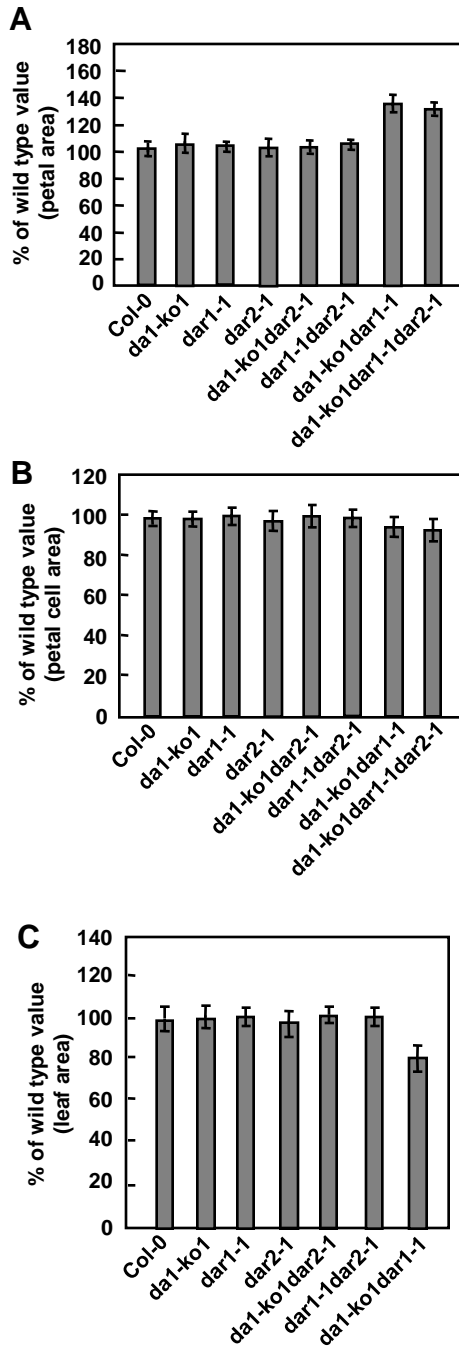 A
% of wild type value
(petal area)
180
160
140
120
100
80
60
40
20
0
Col-0
da1-ko1
dar1-1
dar2-1
da1-ko1dar2-1
dar1-1dar2-1
da1-ko1dar1-1
da1-ko1dar1-1dar2-1
B
% of wild type value
(petal cell area)
120
100
80
60
40
20
0
Col-0
da1-ko1
dar1-1
dar2-1
da1-ko1dar2-1
dar1-1dar2-1
da1-ko1dar1-1
da1-ko1dar1-1dar2-1
C
% of wild type value
(leaf area)
140
120
100
80
60
40
20
0
Col-0
da1-ko1
dar1-1
dar2-1
da1-ko1dar2-1
dar1-1dar2-1
da1-ko1dar1-1